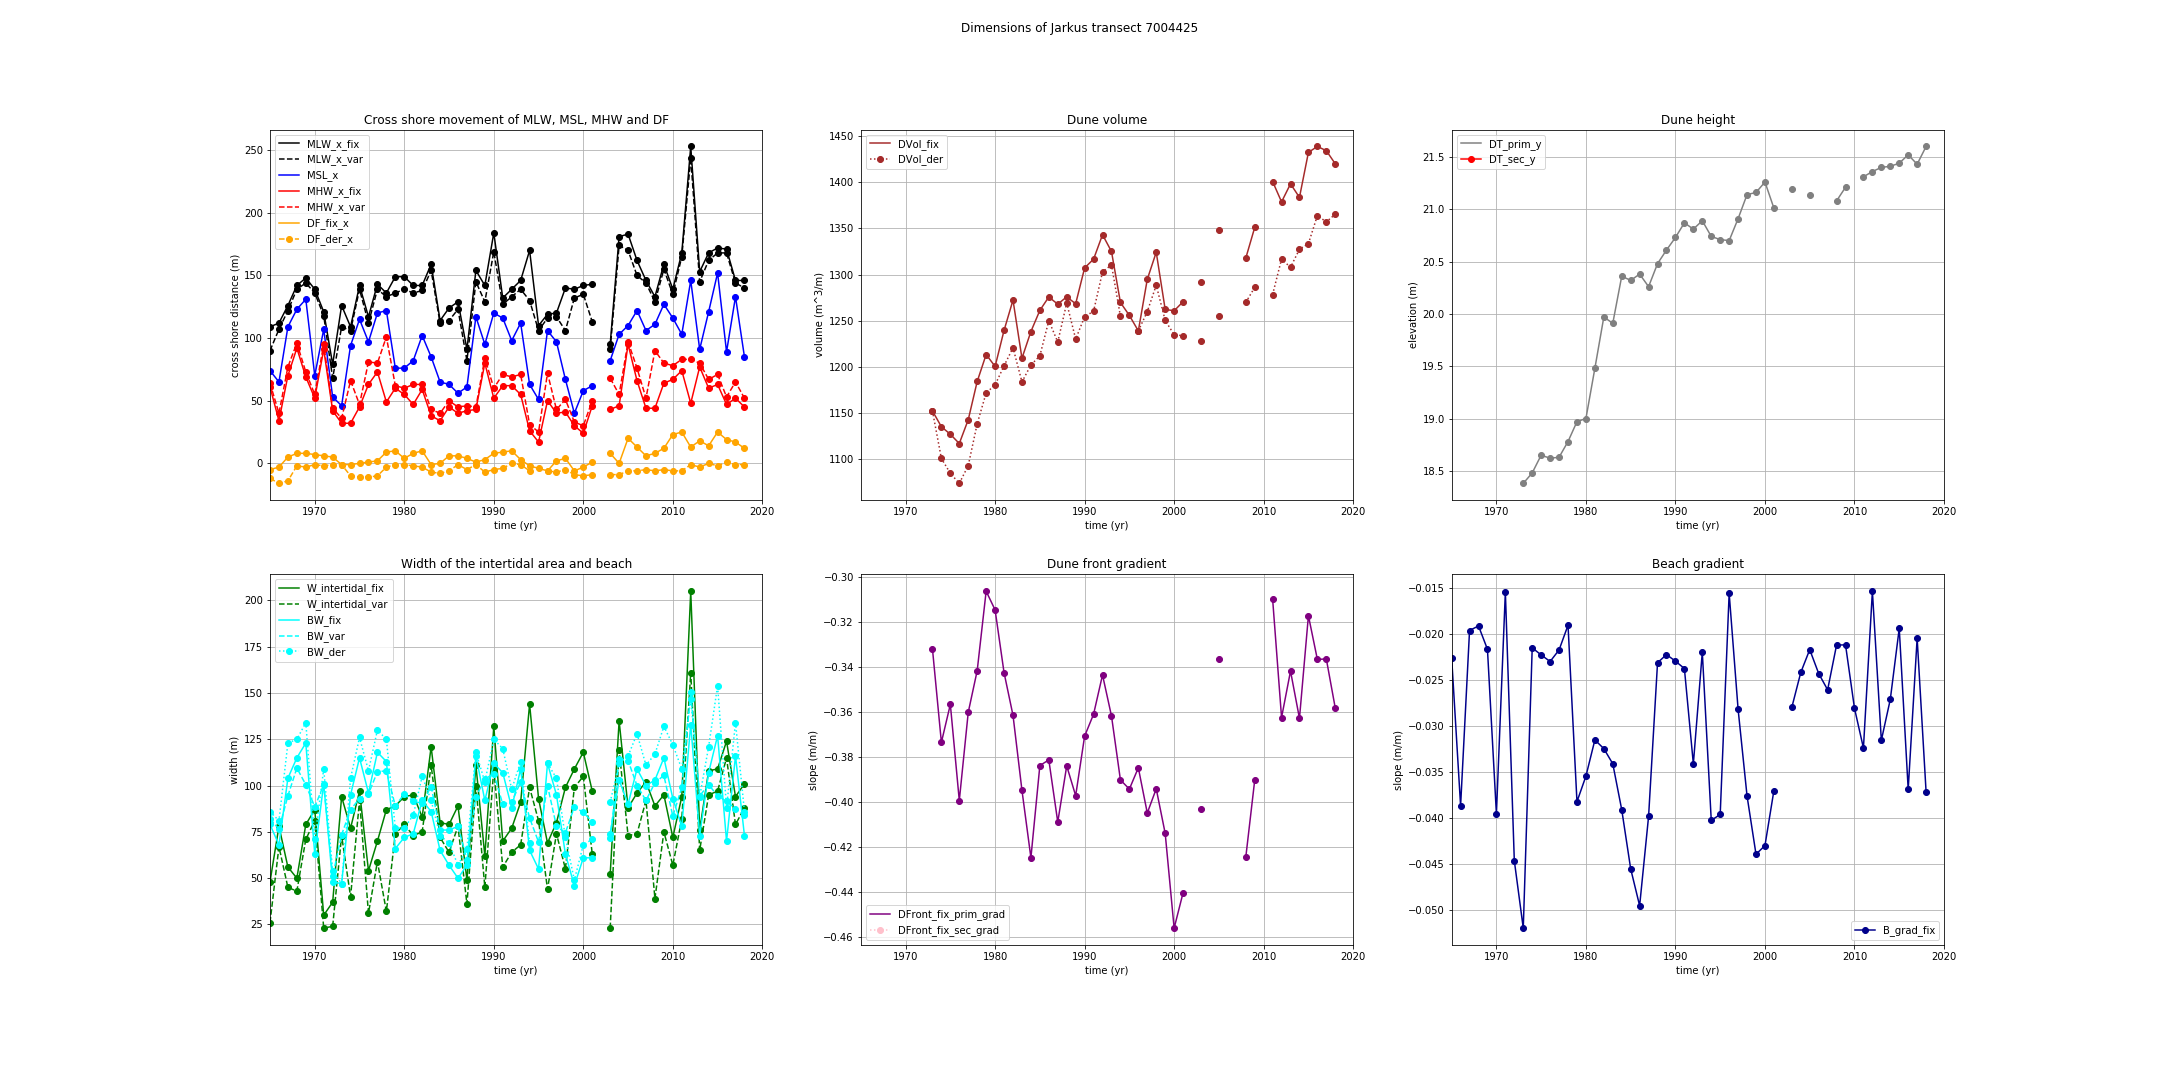 Dimensions of Jarkus transect 7004425
Cross shore movement of MLW, MSL, MHW and DF
MLW_x_fix
MLW_x_var
MSL_x
MHW_x_fix
MHW_x_var
DF_fix_x
DF_der_x
cross shore distance (m)
250
200
150
100
50
0
1970 1980 1990 2000 2010 2020
time (yr)
Dune volume
DVol_fix
DVol_der
volume (m^3/m)
1450
1400
1350
1300
1250
1200
1150
1100
1970 1980 1990 2000 2010 2020
time (yr)
Dune height
DT_prim_y
DT_sec_y
elevation (m)
21.5
21.0
20.5
20.0
19.5
19.0
18.5
1970 1980 1990 2000 2010 2020
time (yr)
Width of the intertidal area and beach
W_intertidal_fix
W_intertidal_var
BW_fix
BW_var
BW_der
width (m)
200
175
150
125
100
75
50
25
1970 1980 1990 2000 2010 2020
time (yr)
Dune front gradient
slope (m/m)
−0.30
−0.32
−0.34
−0.36
−0.38
−0.40
−0.42
−0.44
−0.46
DFront_fix_prim_grad
DFront_fix_sec_grad
1970 1980 1990 2000 2010 2020
time (yr)
Beach gradient
slope (m/m)
−0.015
−0.020
−0.025
−0.030
−0.035
−0.040
−0.045
−0.050
B_grad_fix
1970 1980 1990 2000 2010 2020
time (yr)